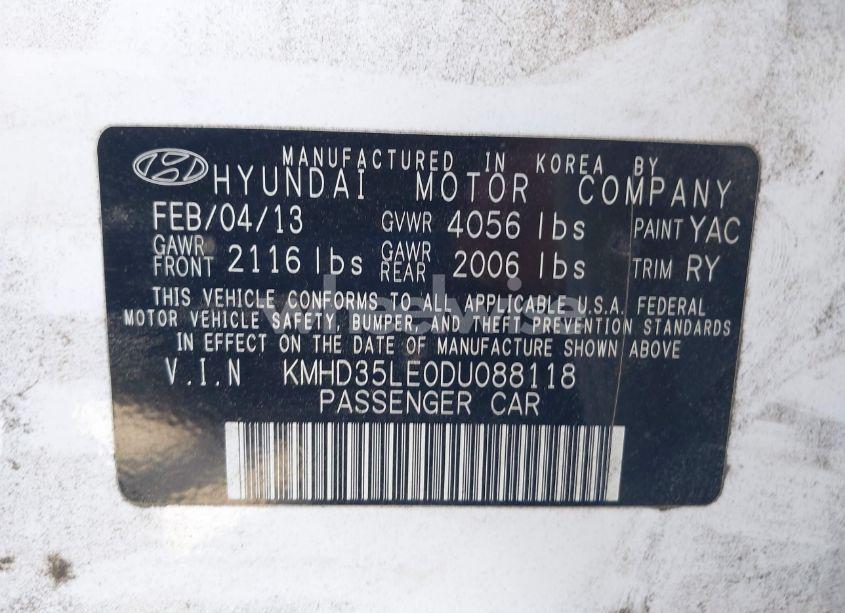 MANUFACTURED IN KOREA BY
HYUNDAI MOTOR COMPANY
FEB/04/13 GVWR 4056 lbs PAINT YAC
GAWR FRONT 2116 lbs GAWR REAR 2006 lbs TRIM RY
THIS VEHICLE CONFORMS TO ALL APPLICABLE U.S.A. FEDERAL
MOTOR VEHICLE SAFETY, BUMPER, AND THEFT PREVENTION STANDARDS
IN EFFECT ON THE DATE OF MANUFACTURE SHOWN ABOVE
V.I.N KMHD35LE0DU088118
PASSENGER CAR